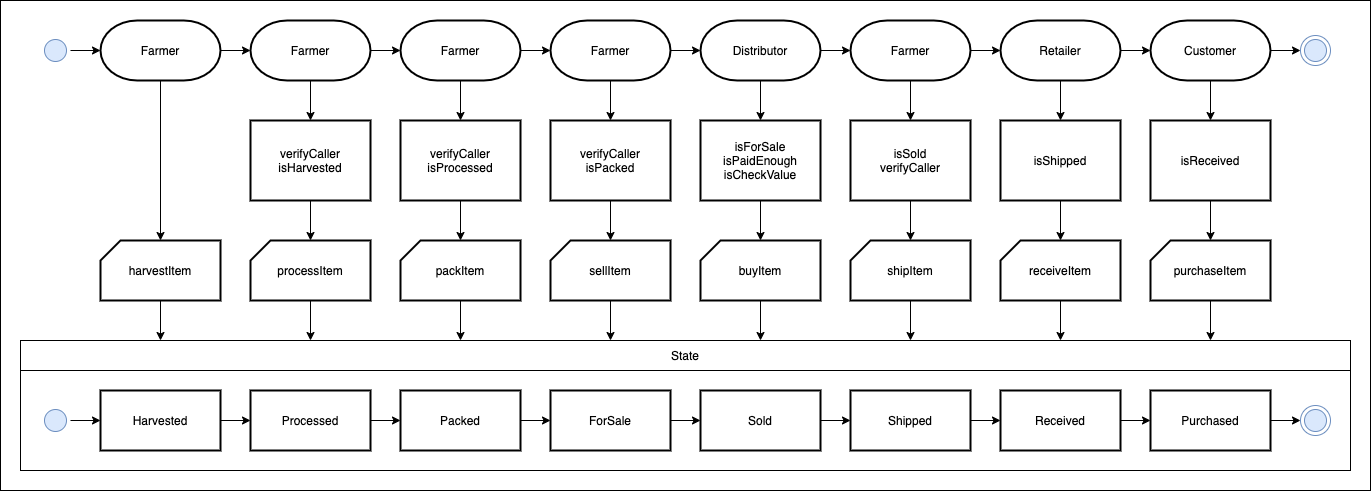 Farmer
Farmer
Farmer
Farmer
Distributor
Farmer
Retailer
Customer
verifyCaller
isHarvested
verifyCaller
isProcessed
verifyCaller
isPacked
isForSale
isPaidEnough
isCheckValue
isSold
verifyCaller
isShipped
isReceived
harvestItem
processItem
packItem
sellItem
buyItem
shipItem
receiveItem
purchaseItem
State
Harvested
Processed
Packed
ForSale
Sold
Shipped
Received
Purchased